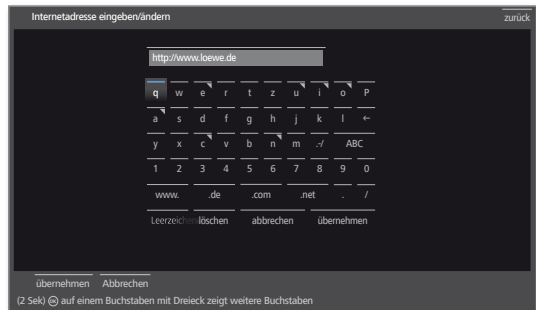 Internetadresse eingeben/ändern zurück
http://www.loewe.de
q w e r t z u i o P
a s d f g h j k l ←
y x c v b n m .-/ ABC
1 2 3 4 5 6 7 8 9 0
www. .de .com .net . /
Leerzeichen löschen abbrechen übernehmen
übernehmen Abbrechen
(2 Sek) OK auf einem Buchstaben mit Dreieck zeigt weitere Buchstaben